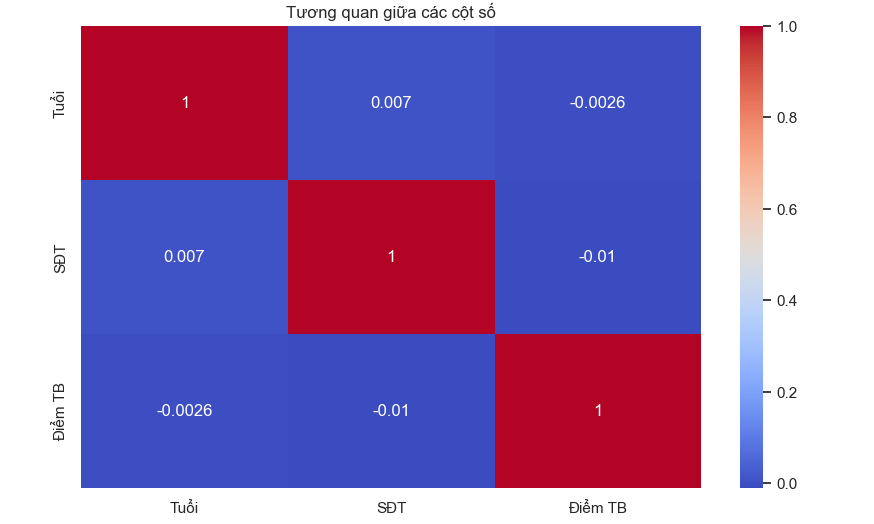 Tương quan giữa các cột số
Tuổi
1
0.007
-0.0026
SĐT
0.007
1
-0.01
Điểm TB
-0.0026
-0.01
1
Tuổi
SĐT
Điểm TB
1.0
0.8
0.6
0.4
0.2
0.0